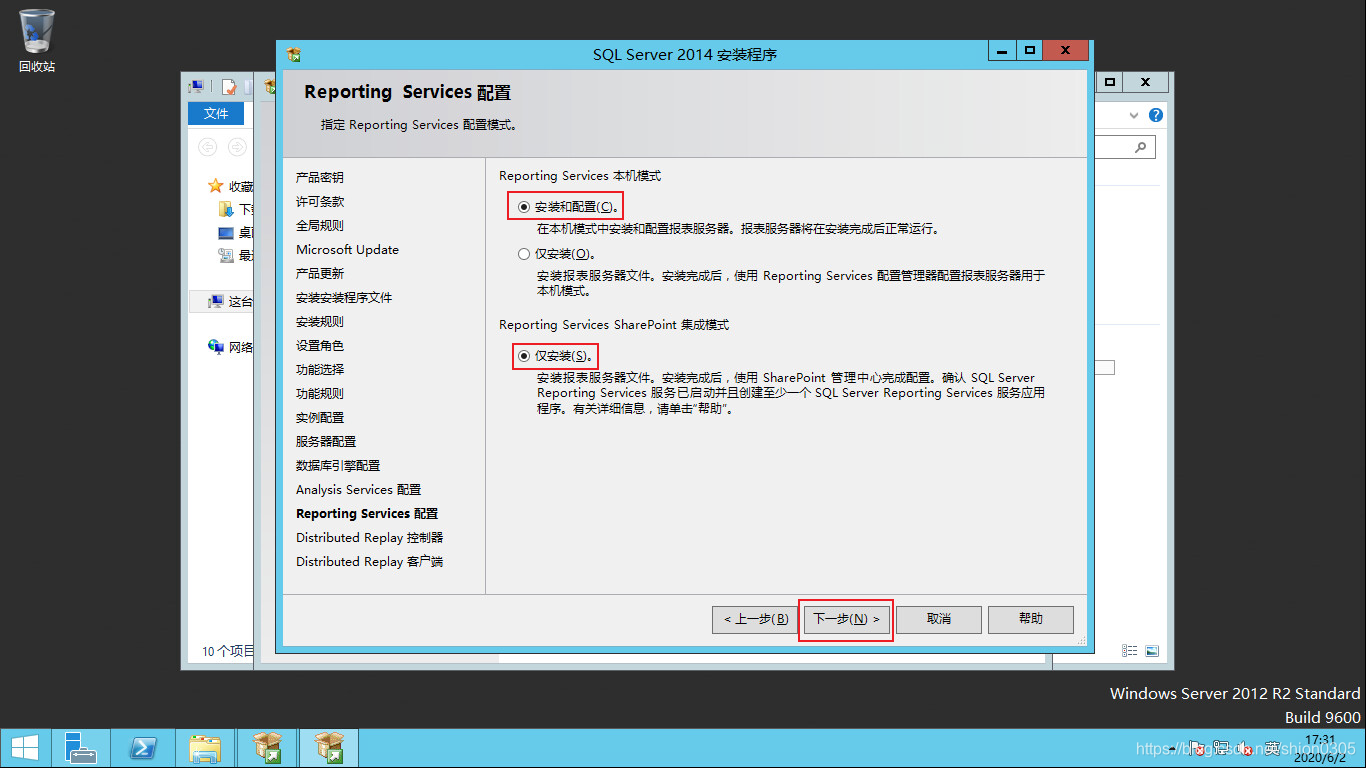 回收站
SQL Server 2014 安装程序
文件
Reporting Services 配置
指定 Reporting Services 配置模式。
收藏
桌面
网络
10 个项目
产品密钥
许可条款
全局规则
Microsoft Update
产品更新
安装安装程序文件
安装规则
设置角色
功能选择
功能规则
实例配置
服务器配置
数据库引擎配置
Analysis Services 配置
Reporting Services 配置
Distributed Replay 控制器
Distributed Replay 客户端
Reporting Services 本机模式
安装和配置(C)。
在本机模式中安装和配置报表服务器。报表服务器将在安装完成后正常运行。
仅安装(O)。
安装报表服务器文件。安装完成后，使用 Reporting Services 配置管理器配置报表服务器用于
本机模式。
Reporting Services SharePoint 集成模式
仅安装(S)。
安装报表服务器文件。安装完成后，使用 SharePoint 管理中心完成配置。确认 SQL Server
Reporting Services 服务已启动并且创建至少一个 SQL Server Reporting Services 服务应用
程序。有关详细信息，请单击“帮助”。
< 上一步(B)
下一步(N) >
取消
帮助
Windows Server 2012 R2 Standard
Build 9600
英
17:31
2020/6/2